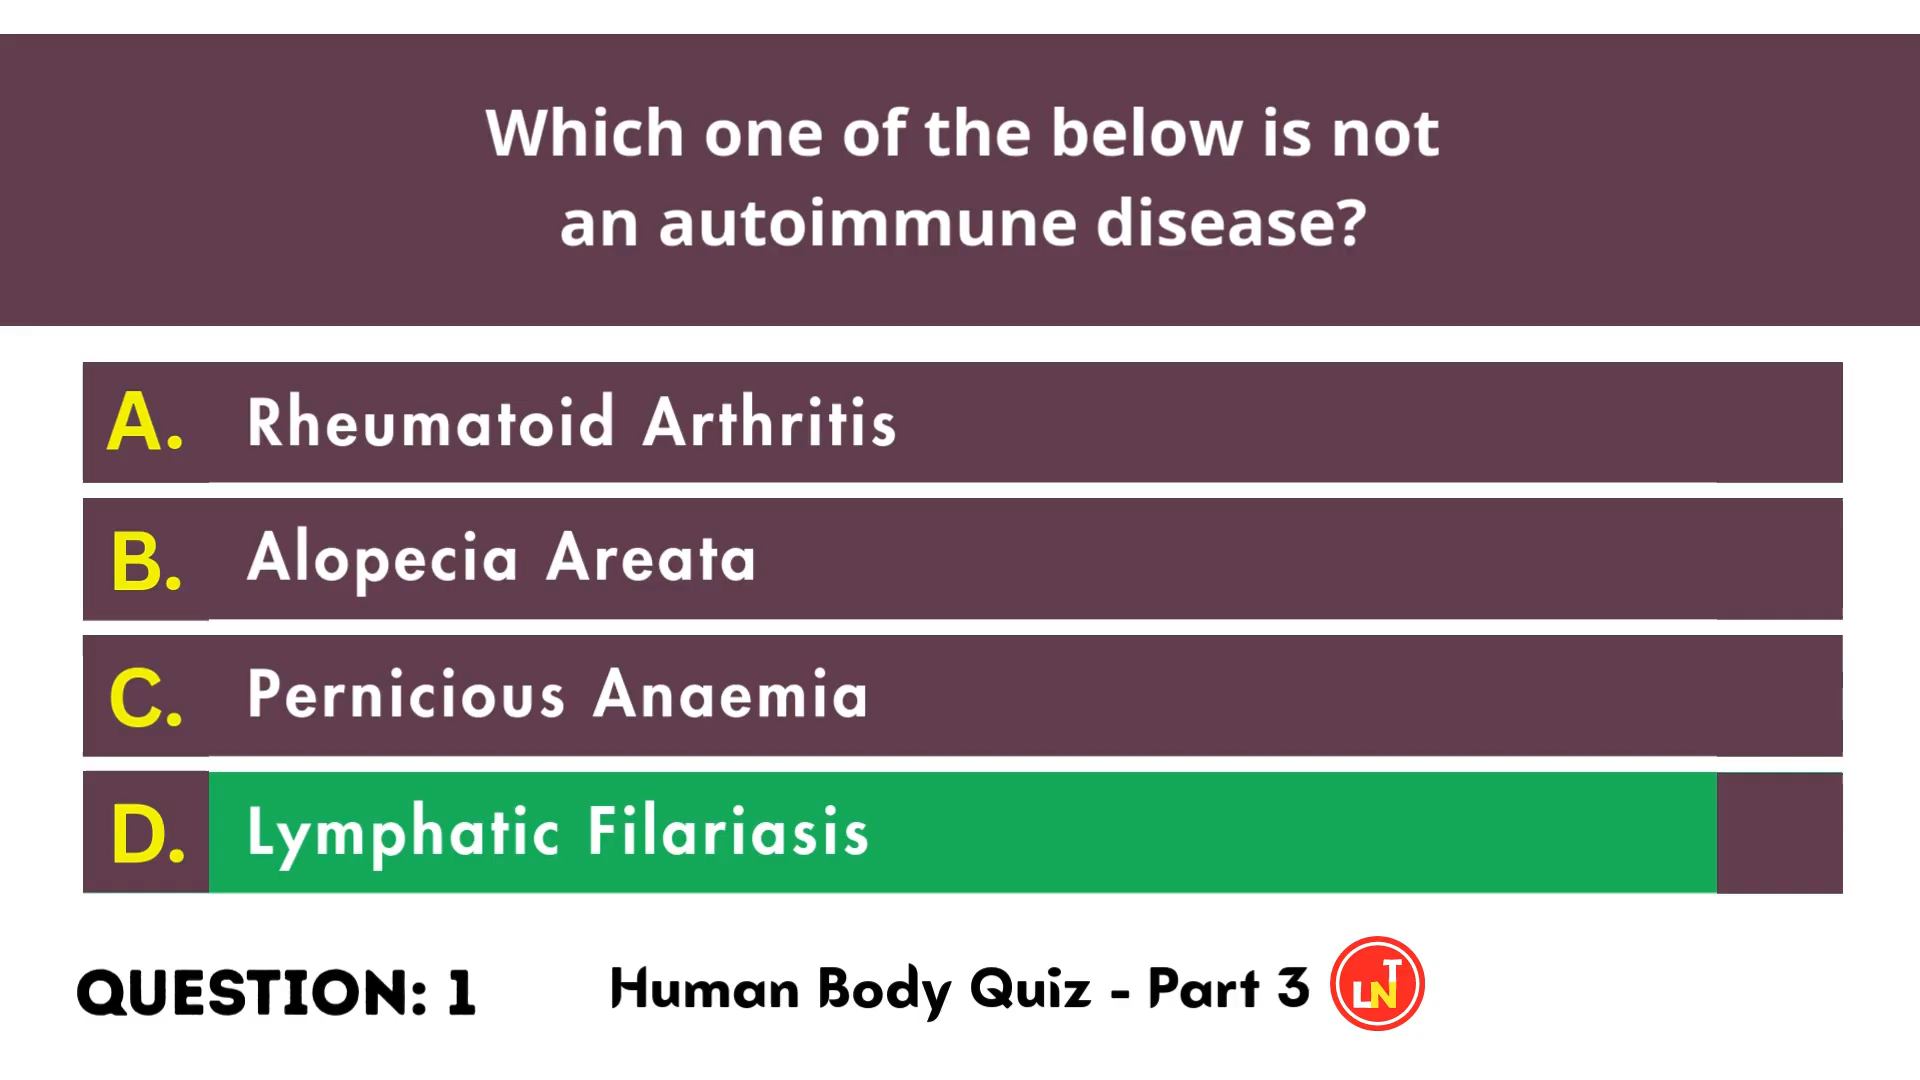 Which one of the below is not
an autoimmune disease?
A. Rheumatoid Arthritis
B. Alopecia Areata
C. Pernicious Anaemia
D. Lymphatic Filariasis
QUESTION: 1
Human Body Quiz - Part 3
LNT